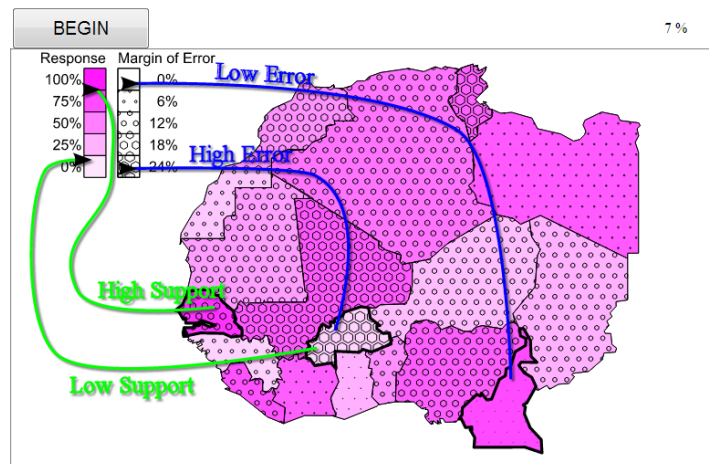 BEGIN
7 %
Response Margin of Error
100% 0%
75% 6%
50% 12%
25% 18%
0% 24%
Low Error
High Error
High Support
Low Support